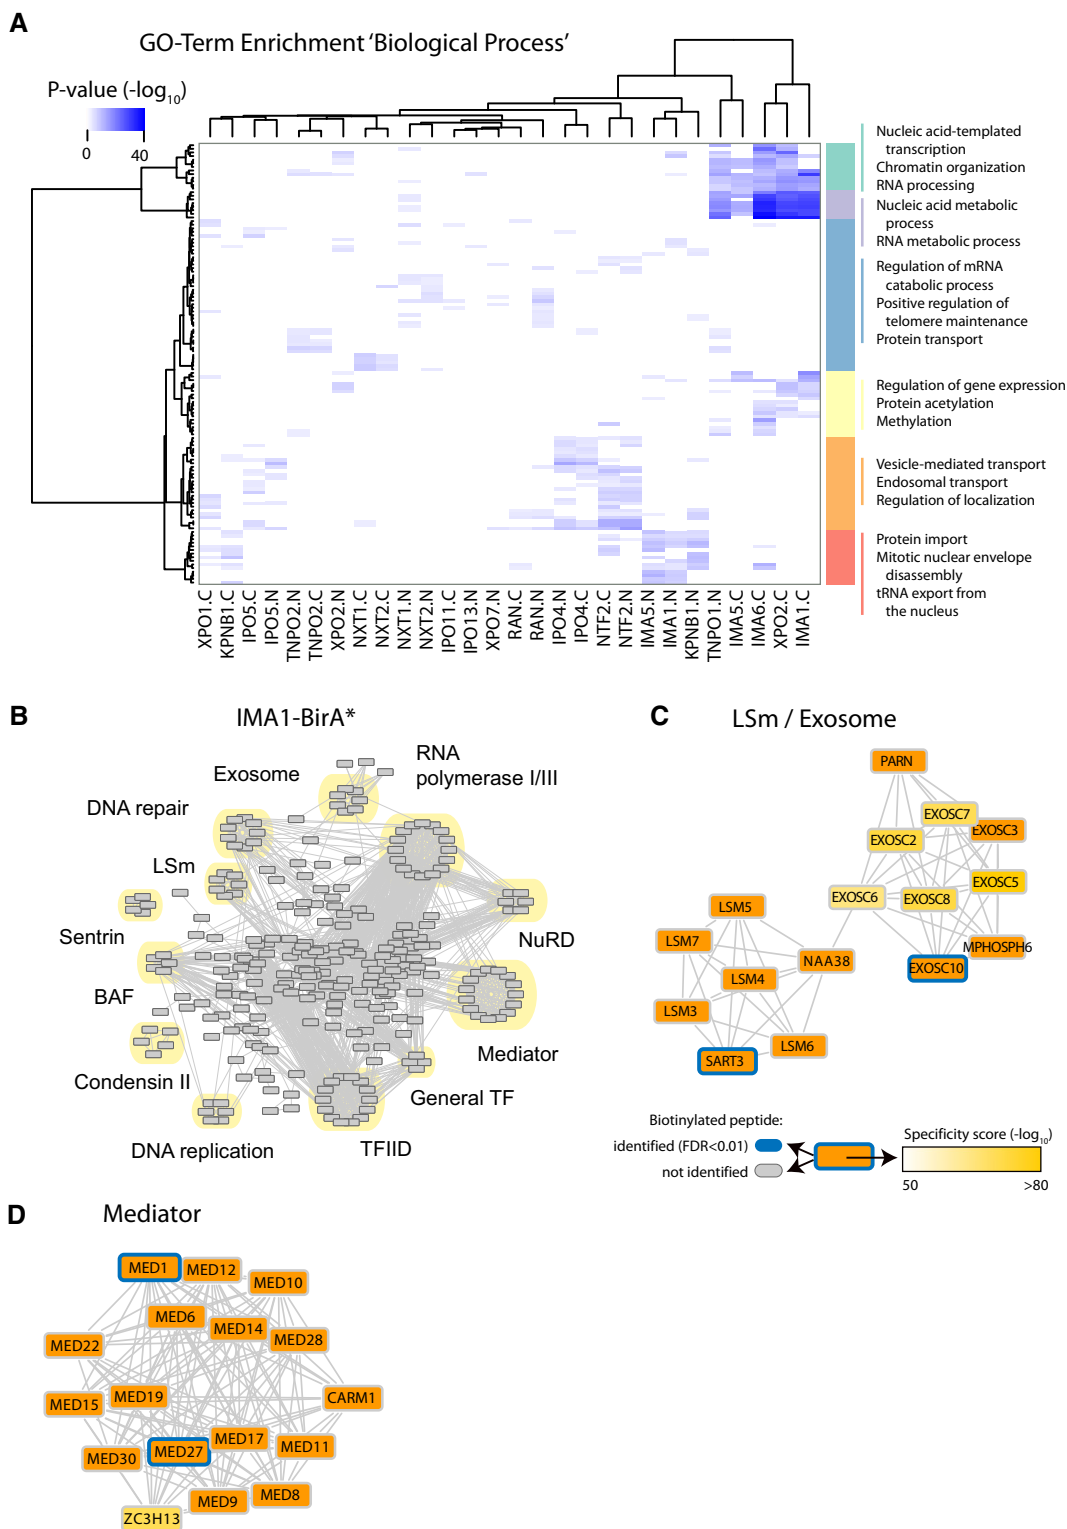 A
GO-Term Enrichment ‘Biological Process’
P-value (-log10)
0
40
Nucleic acid-templated
transcription
Chromatin organization
RNA processing
Nucleic acid metabolic
process
RNA metabolic process
Regulation of mRNA
catabolic process
Positive regulation of
telomere maintenance
Protein transport
Regulation of gene expression
Protein acetylation
Methylation
Vesicle-mediated transport
Endosomal transport
Regulation of localization
Protein import
Mitotic nuclear envelope
disassembly
tRNA export from
the nucleus
XPO1.C
KPNB1.C
IPO5.C
IPO5.N
TNPO2.N
TNPO2.C
XPO2.N
NXT1.C
NXT2.C
NXT1.N
NXT2.N
IPO11.C
IPO13.N
XPO7.N
RAN.C
RAN.N
IPO4.N
IPO4.C
NTF2.C
NTF2.N
IMA5.N
IMA1.N
KPNB1.N
TNPO1.N
IMA5.C
IMA6.C
XPO2.C
IMA1.C
B
IMA1-BirA*
Exosome
RNA
polymerase I/III
DNA repair
LSm
Sentrin
NuRD
BAF
Condensin II
Mediator
General TF
DNA replication
TFIID
C
LSm / Exosome
PARN
EXOSC7
EXOSC3
EXOSC2
EXOSC5
EXOSC6
EXOSC8
MPHOSPH6
EXOSC10
LSM5
LSM7
NAA38
LSM4
LSM3
LSM6
SART3
Biotinylated peptide:
identified (FDR<0.01)
not identified
Specificity score (-log10)
50
>80
D
Mediator
MED1
MED12
MED10
MED6
MED14
MED28
MED22
MED19
CARM1
MED15
MED17
MED11
MED27
MED30
MED9
MED8
ZC3H13